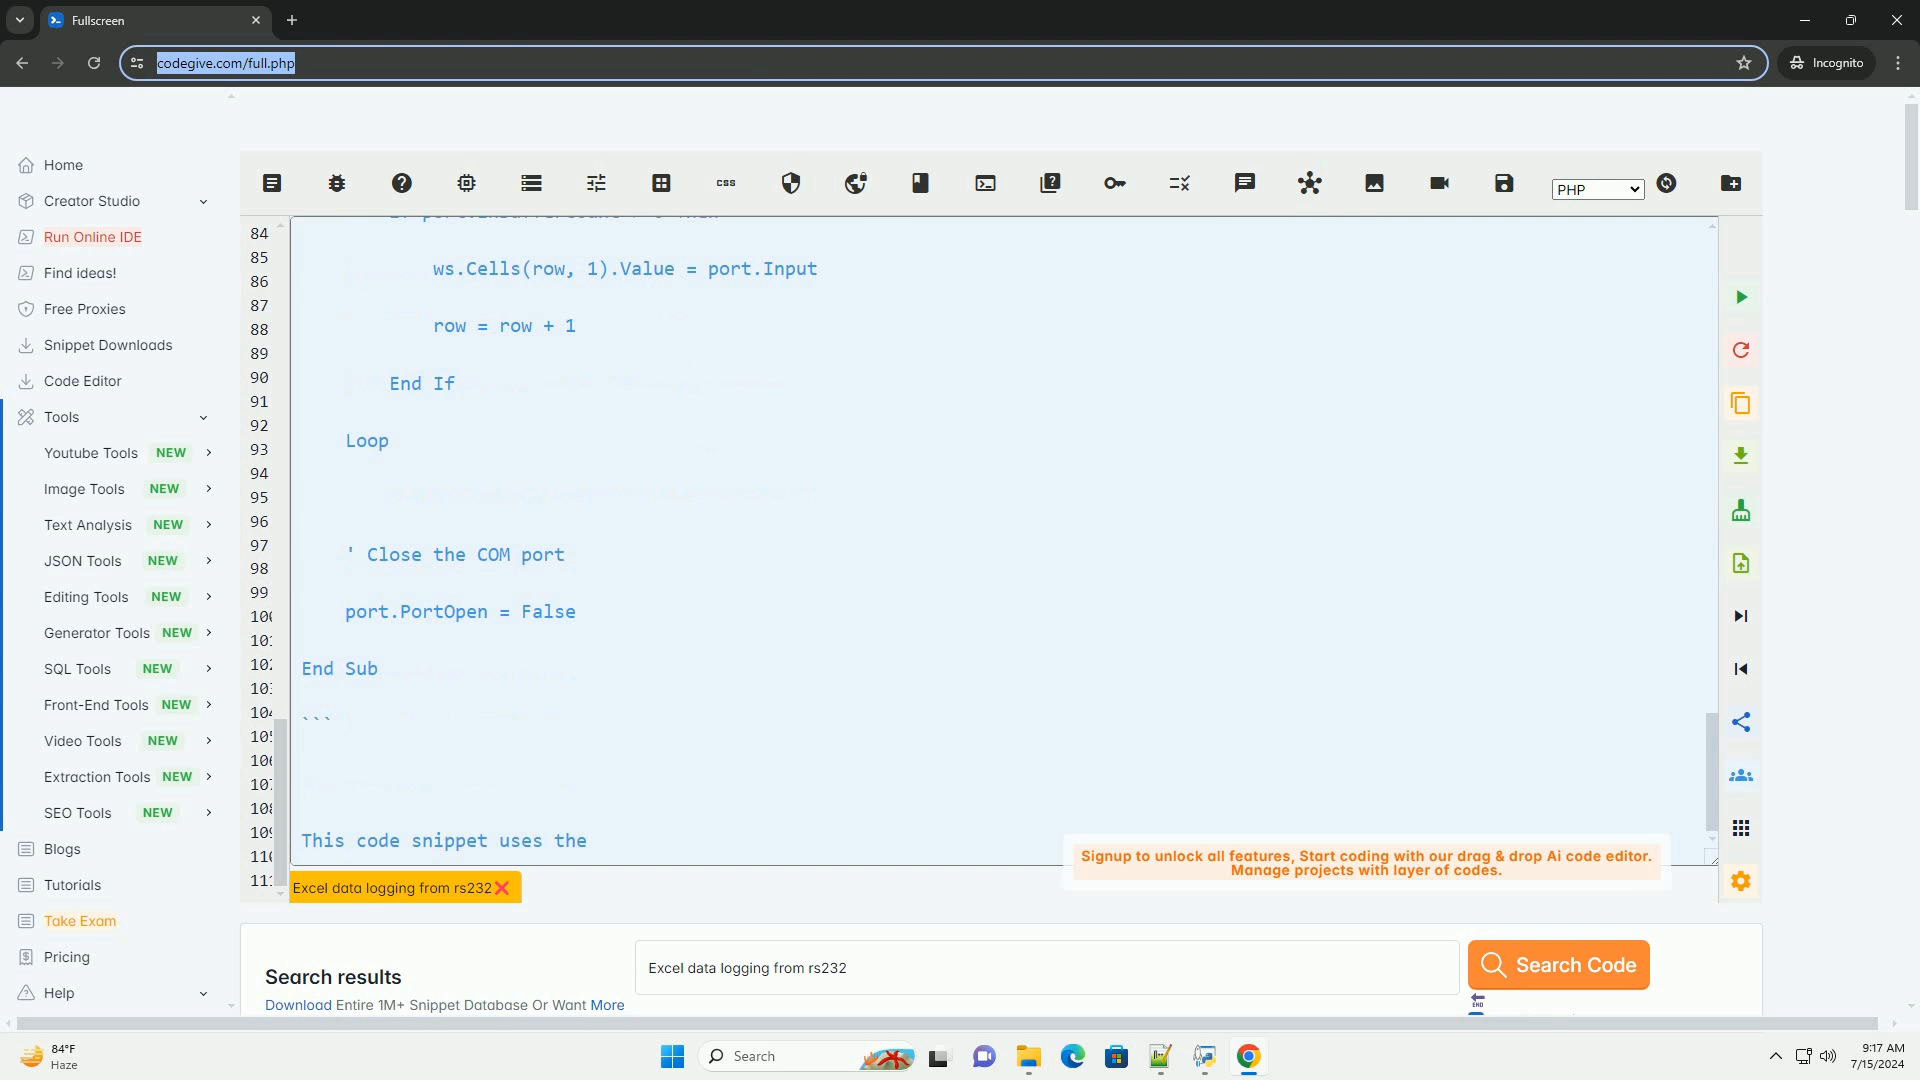 Fullscreen
codegive.com/full.php
Incognito
Home
Creator Studio
Run Online IDE
Find ideas!
Free Proxies
Snippet Downloads
Code Editor
Tools
Youtube Tools NEW
Image Tools NEW
Text Analysis NEW
JSON Tools NEW
Editing Tools NEW
Generator Tools NEW
SQL Tools NEW
Front-End Tools NEW
Video Tools NEW
Extraction Tools NEW
SEO Tools NEW
Blogs
Tutorials
Take Exam
Pricing
Help
css
PHP
84
85
86
87
88
89
90
91
92
93
94
95
96
97
98
99
ws.Cells(row, 1).Value = port.Input
row = row + 1
End If
Loop
' Close the COM port
port.PortOpen = False
End Sub
```
This code snippet uses the
Signup to unlock all features, Start coding with our drag & drop Ai code editor.
Manage projects with layer of codes.
Excel data logging from rs232
Search results
Download Entire 1M+ Snippet Database Or Want More
Excel data logging from rs232
Search Code
END
84°F
Haze
Search
9:17 AM
7/15/2024